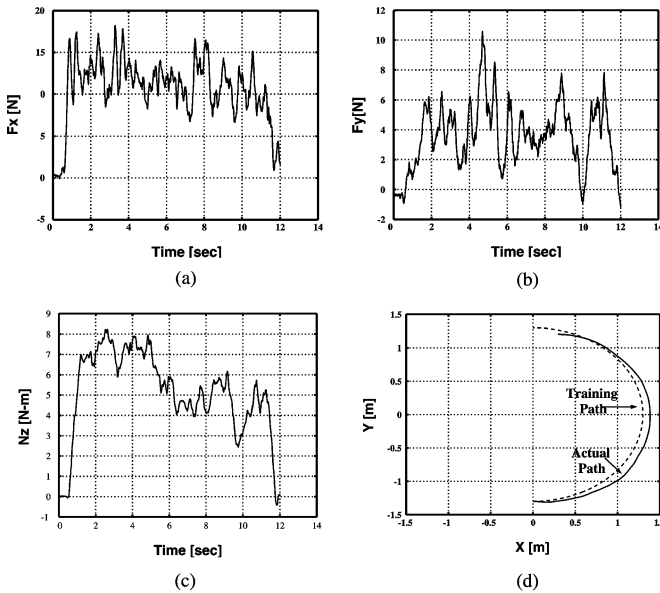 20
15
0
5
0
-5
Fx [N]
0 2 4 6 8 10 12 14
Time [sec]
(a)
12
10
8
6
4
2
0
-2
Fy[N]
0 2 4 6 8 10 12 14
Time [sec]
(b)
9
8
7
6
5
4
3
2
1
0
-1
Nz [N-m]
0 2 4 6 8 10 12 14
Time [sec]
(c)
1.5
1
0.5
0
-0.5
-1
-1.5
Y [m]
Training
Path
Actual
Path
-1.5 -1 -0.5 0 0.5 1 1.5
X [m]
(d)